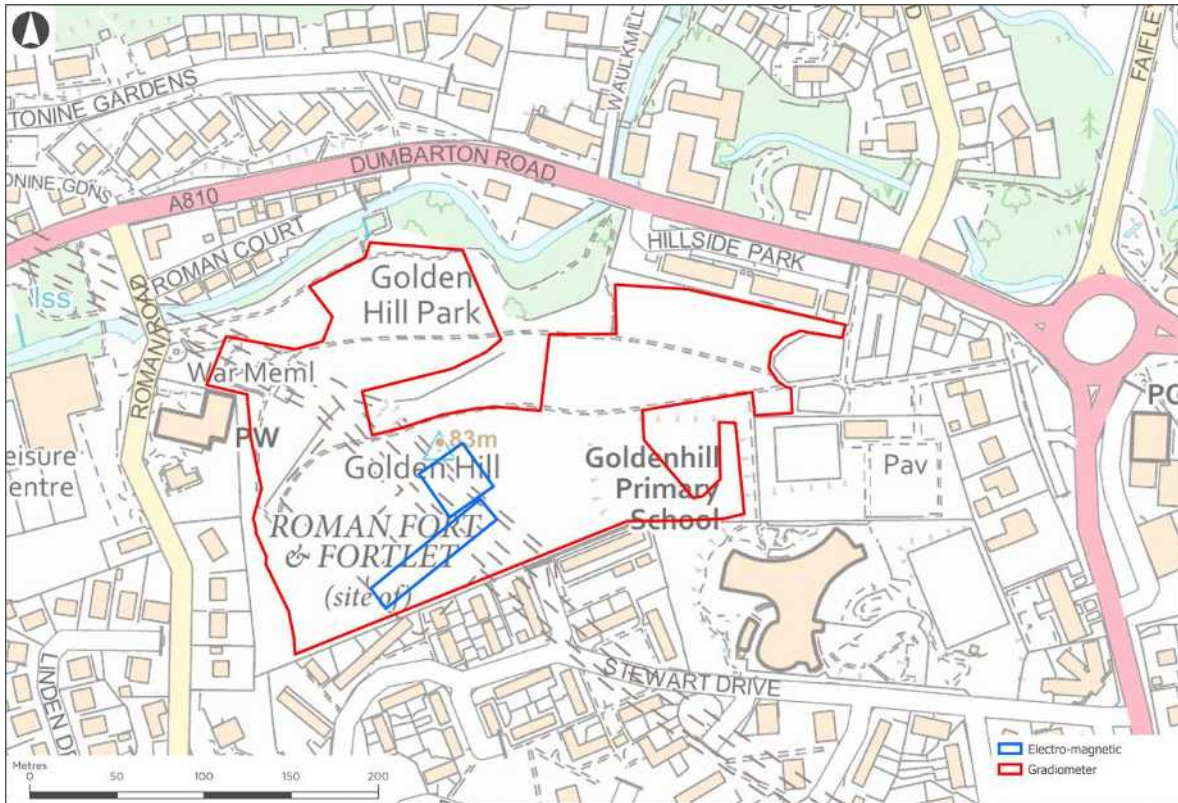 TONINE GARDENS
WAULKMILL
FAIFLE
DUMBARTON ROAD
ONINE GDNS
A810
ROMAN COURT
HILLSIDE PARK
Iss
Golden
Hill Park
ROMAN ROAD
War Meml
PW
83m
Golden Hill
Goldenhill
Primary
School
Pav
PO
eisure
entre
ROMAN FORT
& FORTLET
(site of)
LINDEN D
STEWART DRIVE
Metres
0 50 100 150 200
Electro-magnetic
Gradiometer